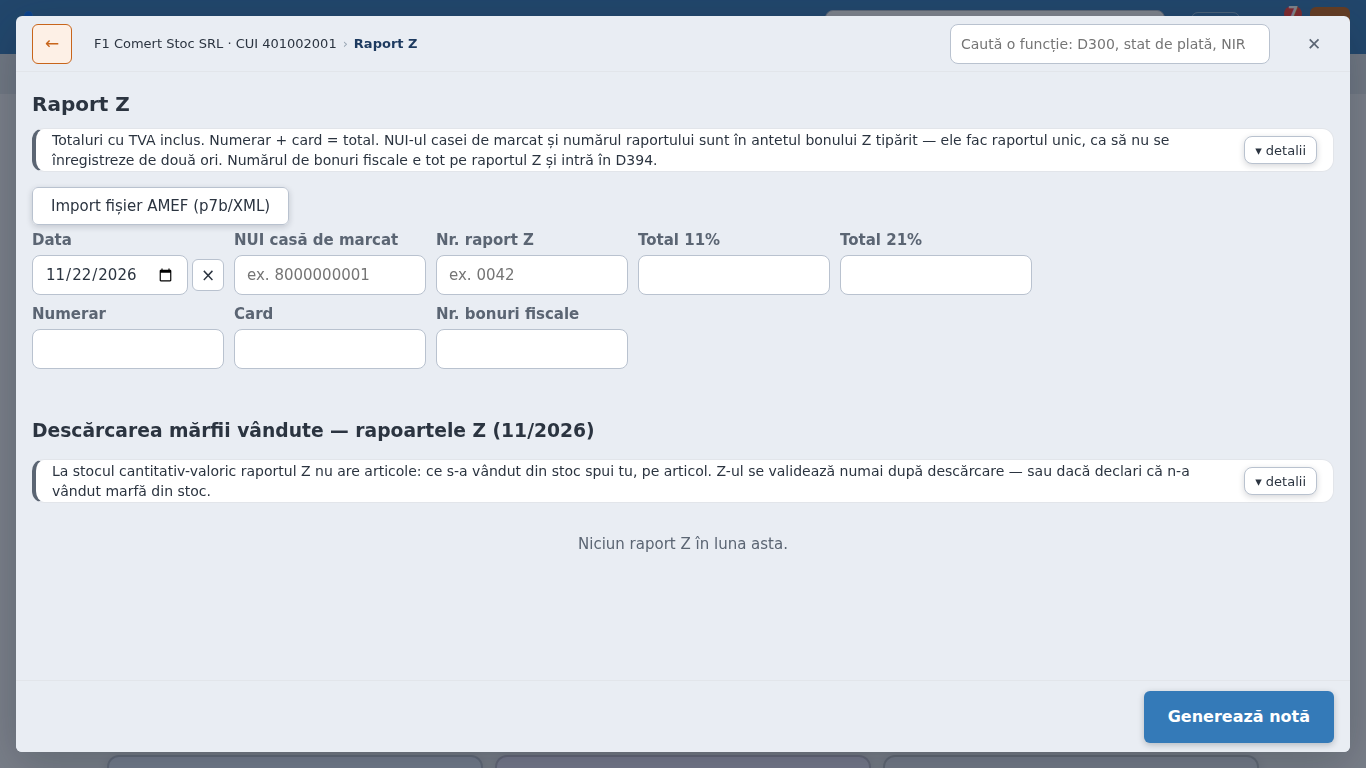 7
←
F1 Comert Stoc SRL · CUI 401002001 › Raport Z
Caută o funcție: D300, stat de plată, NIR
✕
Raport Z
Totaluri cu TVA inclus. Numerar + card = total. NUI-ul casei de marcat și numărul raportului sunt în antetul bonului Z tipărit — ele fac raportul unic, ca să nu se
înregistreze de două ori. Numărul de bonuri fiscale e tot pe raportul Z și intră în D394.
▾ detalii
Import fișier AMEF (p7b/XML)
Data
NUI casă de marcat
Nr. raport Z
Total 11%
Total 21%
11/22/2026
×
ex. 8000000001
ex. 0042
Numerar
Card
Nr. bonuri fiscale
Descărcarea mărfii vândute — rapoartele Z (11/2026)
La stocul cantitativ-valoric raportul Z nu are articole: ce s-a vândut din stoc spui tu, pe articol. Z-ul se validează numai după descărcare — sau dacă declari că n-a
vândut marfă din stoc.
▾ detalii
Niciun raport Z în luna asta.
Generează notă